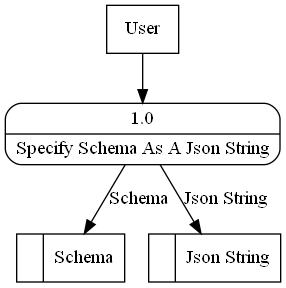 User
1.0
Specify Schema As A Json String
Schema
Json String
Schema
Json String